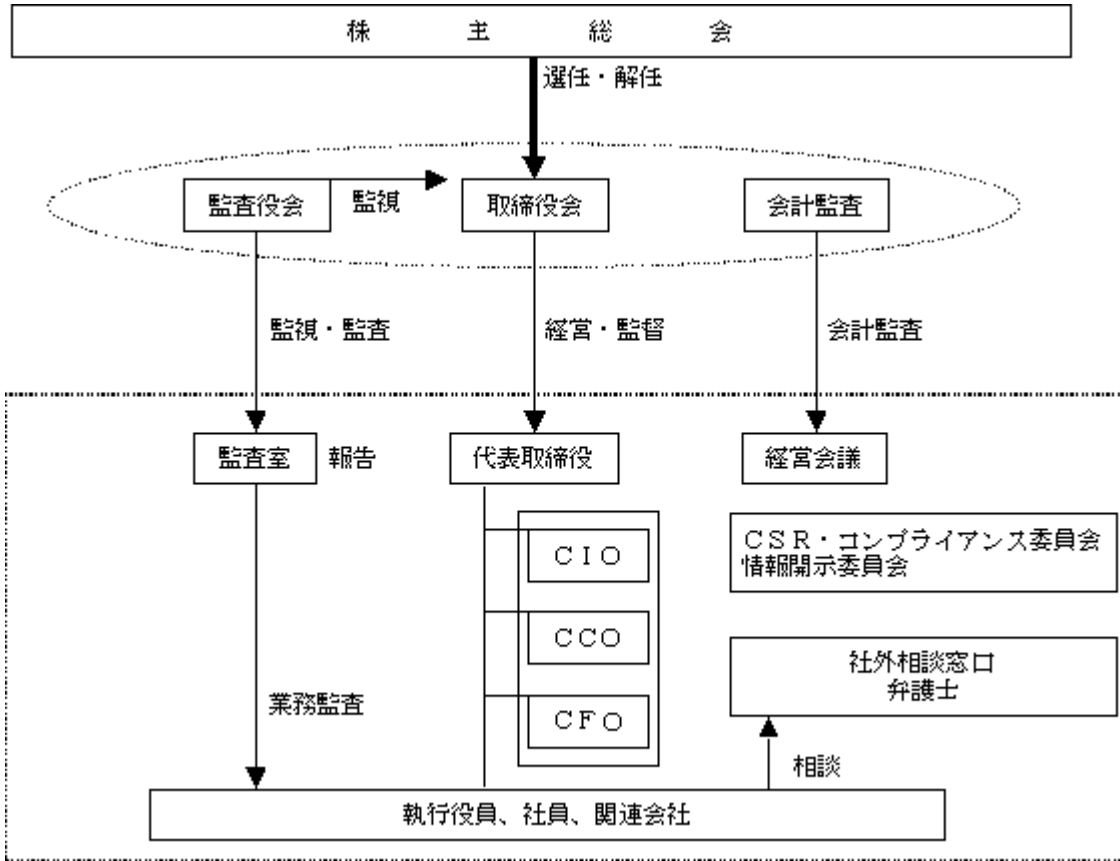 株主総会
選任・解任
監査役会
監視
取締役会
会計監査
監視・監査
経営・監督
会計監査
監査室
報告
代表取締役
経営会議
ＣＩＯ
ＣＳＲ・コンプライアンス委員会
情報開示委員会
ＣＣＯ
社外相談窓口
弁護士
業務監査
ＣＦＯ
相談
執行役員、社員、関連会社